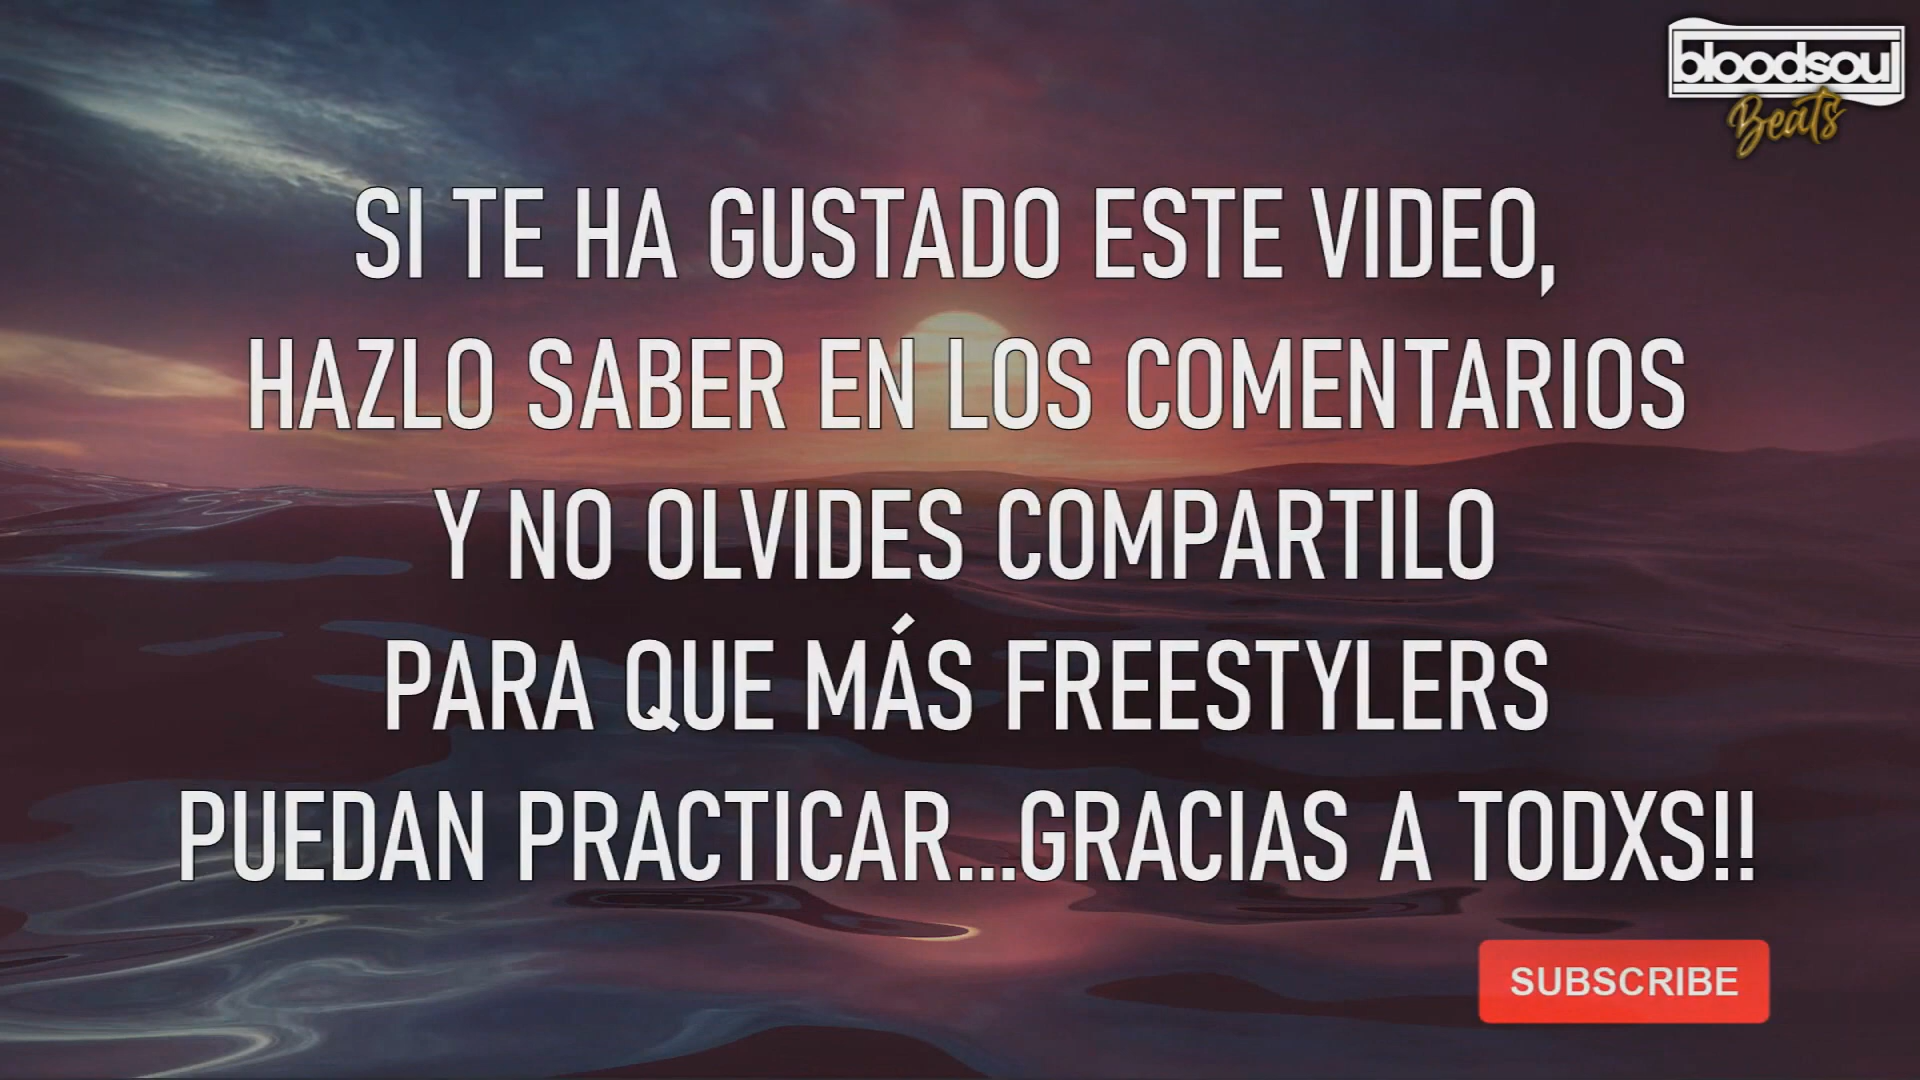 bloodsoul
Beats
SI TE HA GUSTADO ESTE VIDEO,
HAZLO SABER EN LOS COMENTARIOS
Y NO OLVIDES COMPARTILO
PARA QUE MÁS FREESTYLERS
PUEDAN PRACTICAR...GRACIAS A TODXS!!
SUBSCRIBE